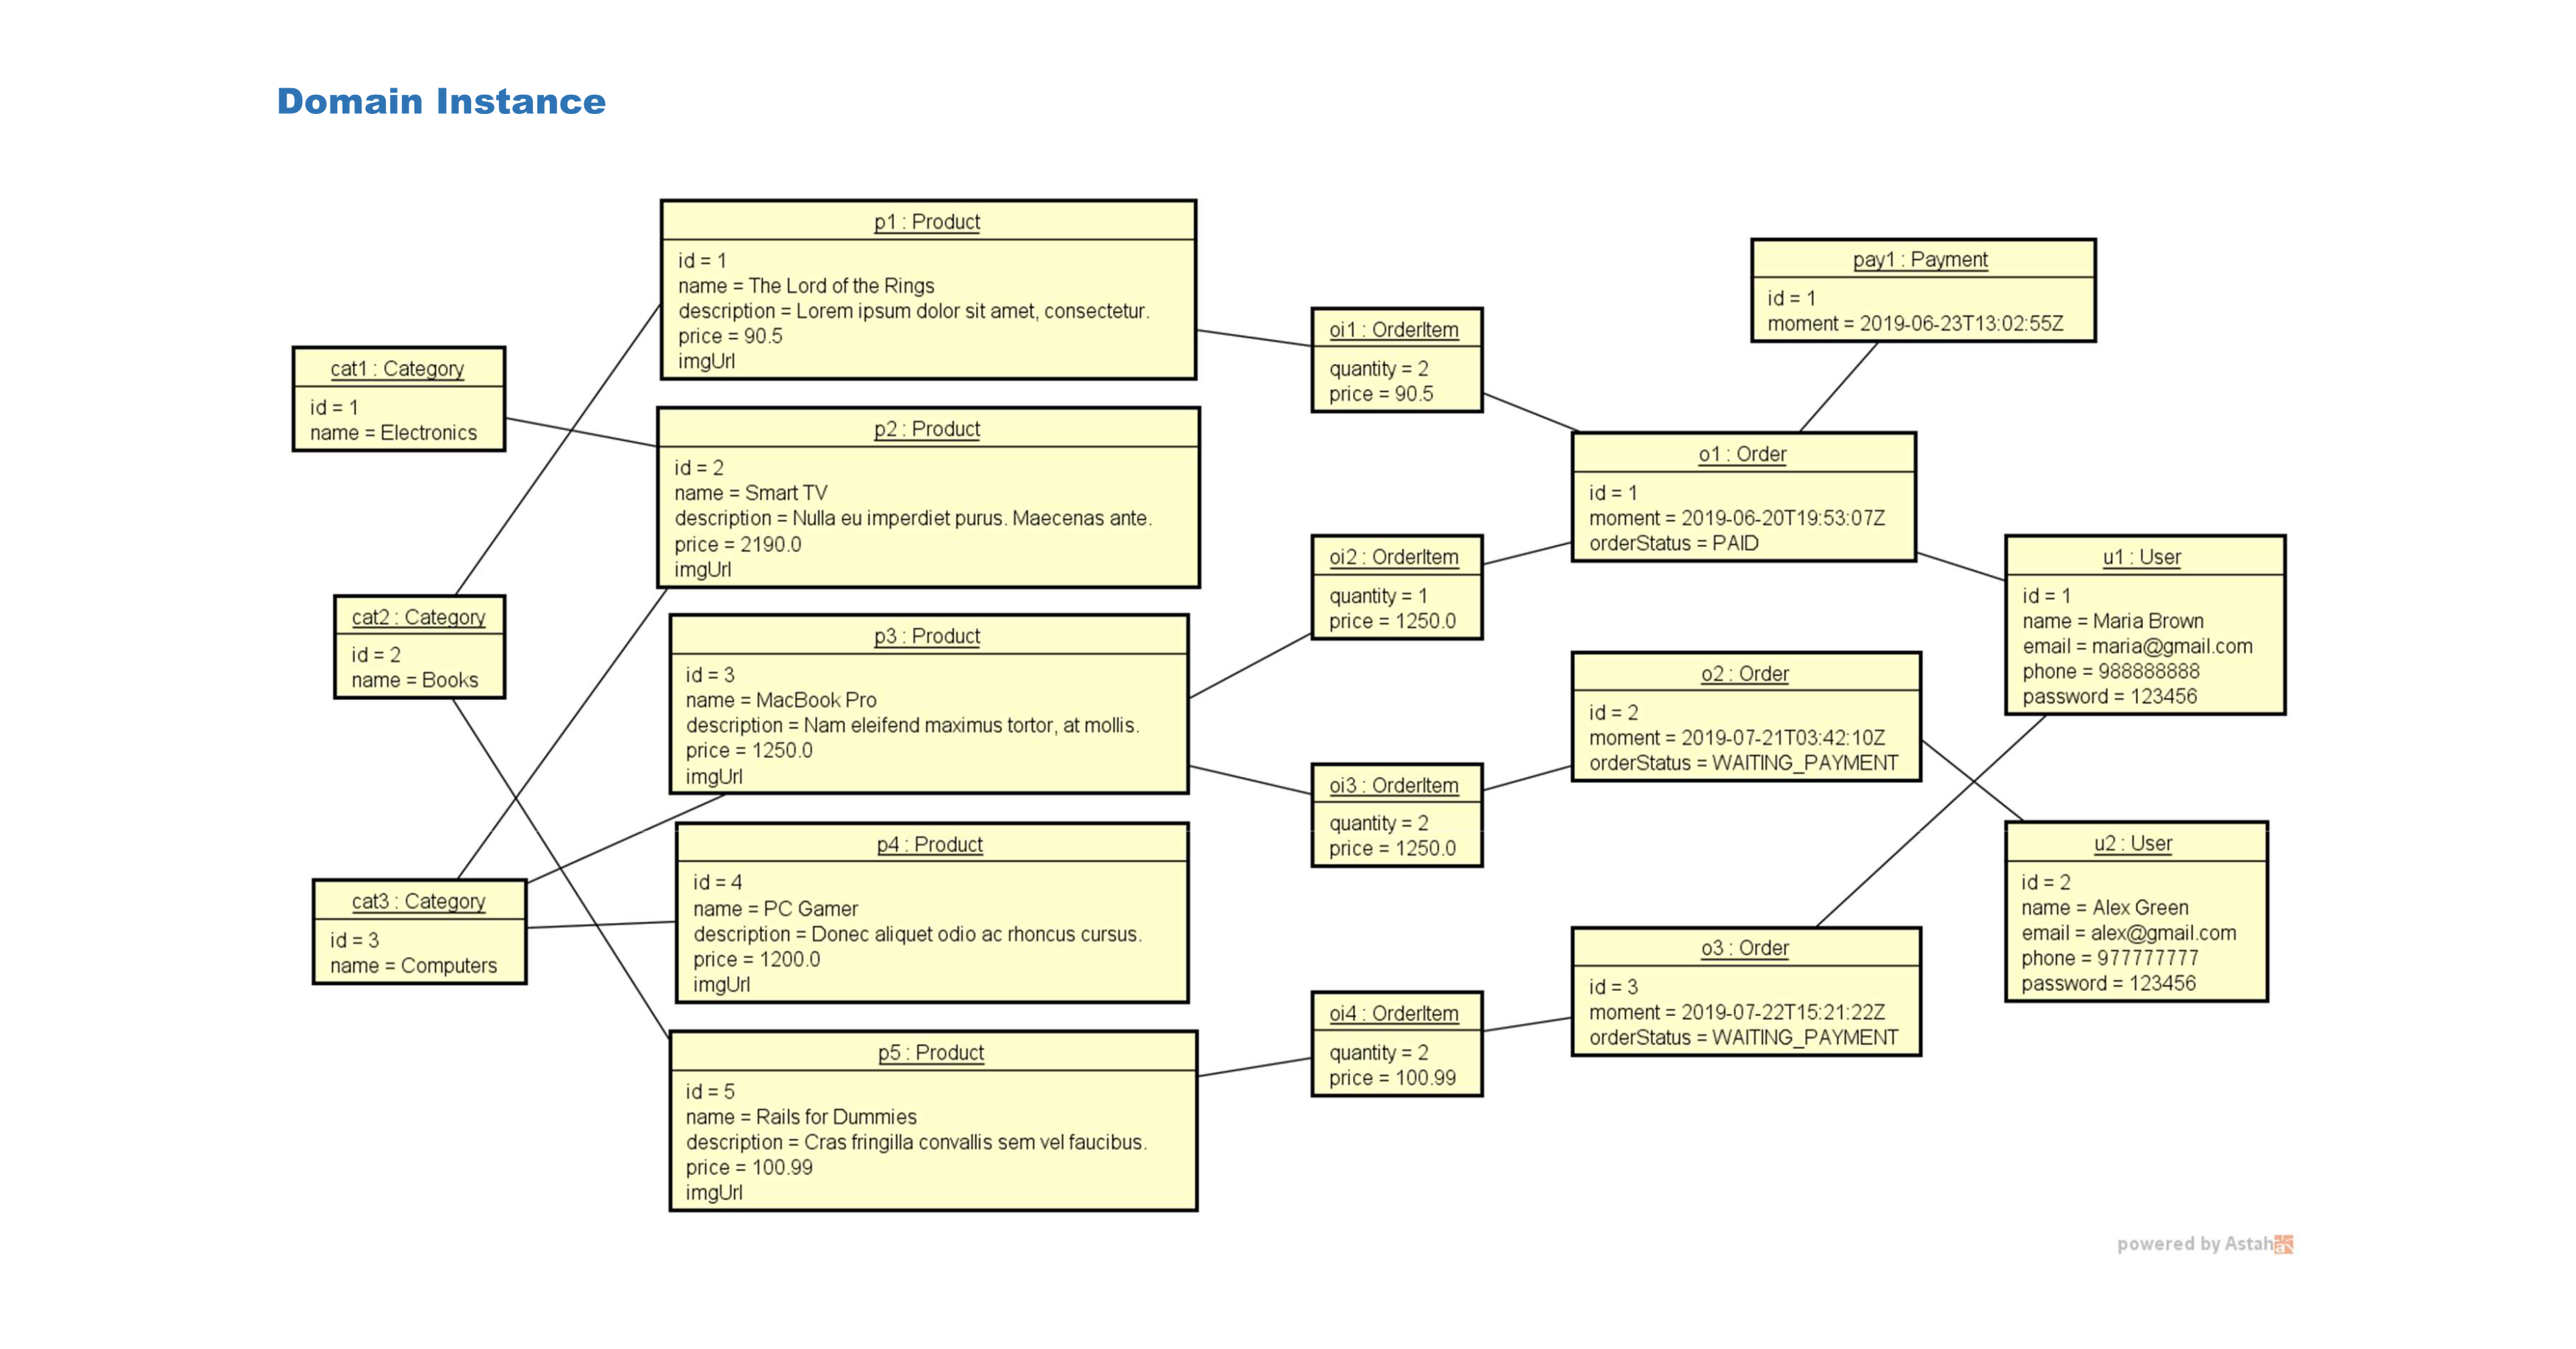 Domain Instance
p1 : Product
id = 1
name = The Lord of the Rings
description = Lorem ipsum dolor sit amet, consectetur.
price = 90.5
imgUrl
pay1 : Payment
id = 1
moment = 2019-06-23T13:02:55Z
oi1 : OrderItem
quantity = 2
price = 90.5
cat1 : Category
id = 1
name = Electronics
p2 : Product
id = 2
name = Smart TV
description = Nulla eu imperdiet purus. Maecenas ante.
price = 2190.0
imgUrl
o1 : Order
id = 1
moment = 2019-06-20T19:53:07Z
orderStatus = PAID
oi2 : OrderItem
quantity = 1
price = 1250.0
u1 : User
id = 1
name = Maria Brown
email = maria@gmail.com
phone = 988888888
password = 123456
cat2 : Category
id = 2
name = Books
p3 : Product
id = 3
name = MacBook Pro
description = Nam eleifend maximus tortor, at mollis.
price = 1250.0
imgUrl
o2 : Order
id = 2
moment = 2019-07-21T03:42:10Z
orderStatus = WAITING_PAYMENT
oi3 : OrderItem
quantity = 2
price = 1250.0
p4 : Product
id = 4
name = PC Gamer
description = Donec aliquet odio ac rhoncus cursus.
price = 1200.0
imgUrl
u2 : User
id = 2
name = Alex Green
email = alex@gmail.com
phone = 977777777
password = 123456
cat3 : Category
id = 3
name = Computers
o3 : Order
id = 3
moment = 2019-07-22T15:21:22Z
orderStatus = WAITING_PAYMENT
oi4 : OrderItem
quantity = 2
price = 100.99
p5 : Product
id = 5
name = Rails for Dummies
description = Cras fringilla convallis sem vel faucibus.
price = 100.99
imgUrl
powered by Astah